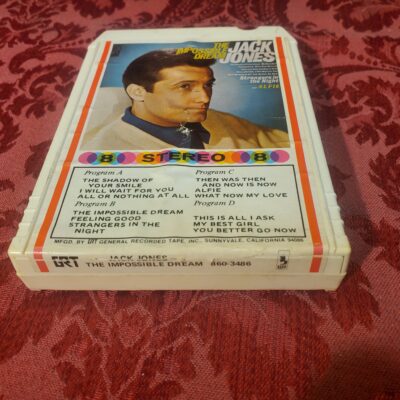 THE
IMPOSSIBLE
DREAM
JACK
JONES
Strangers in
the Night
ALFIE
8 STEREO 8
Program A
THE SHADOW OF
YOUR SMILE
I WILL WAIT FOR YOU
ALL OR NOTHING AT ALL
Program B
THE IMPOSSIBLE DREAM
FEELING GOOD
STRANGERS IN THE
NIGHT
Program C
THEN WAS THEN
AND NOW IS NOW
ALFIE
WHAT NOW MY LOVE
Program D
THIS IS ALL I ASK
MY BEST GIRL
YOU BETTER GO NOW
MFGD. BY GRT GENERAL RECORDED TAPE, INC., SUNNYVALE, CALIFORNIA 94086
GRT
JACK JONES
THE IMPOSSIBLE DREAM 860-3486